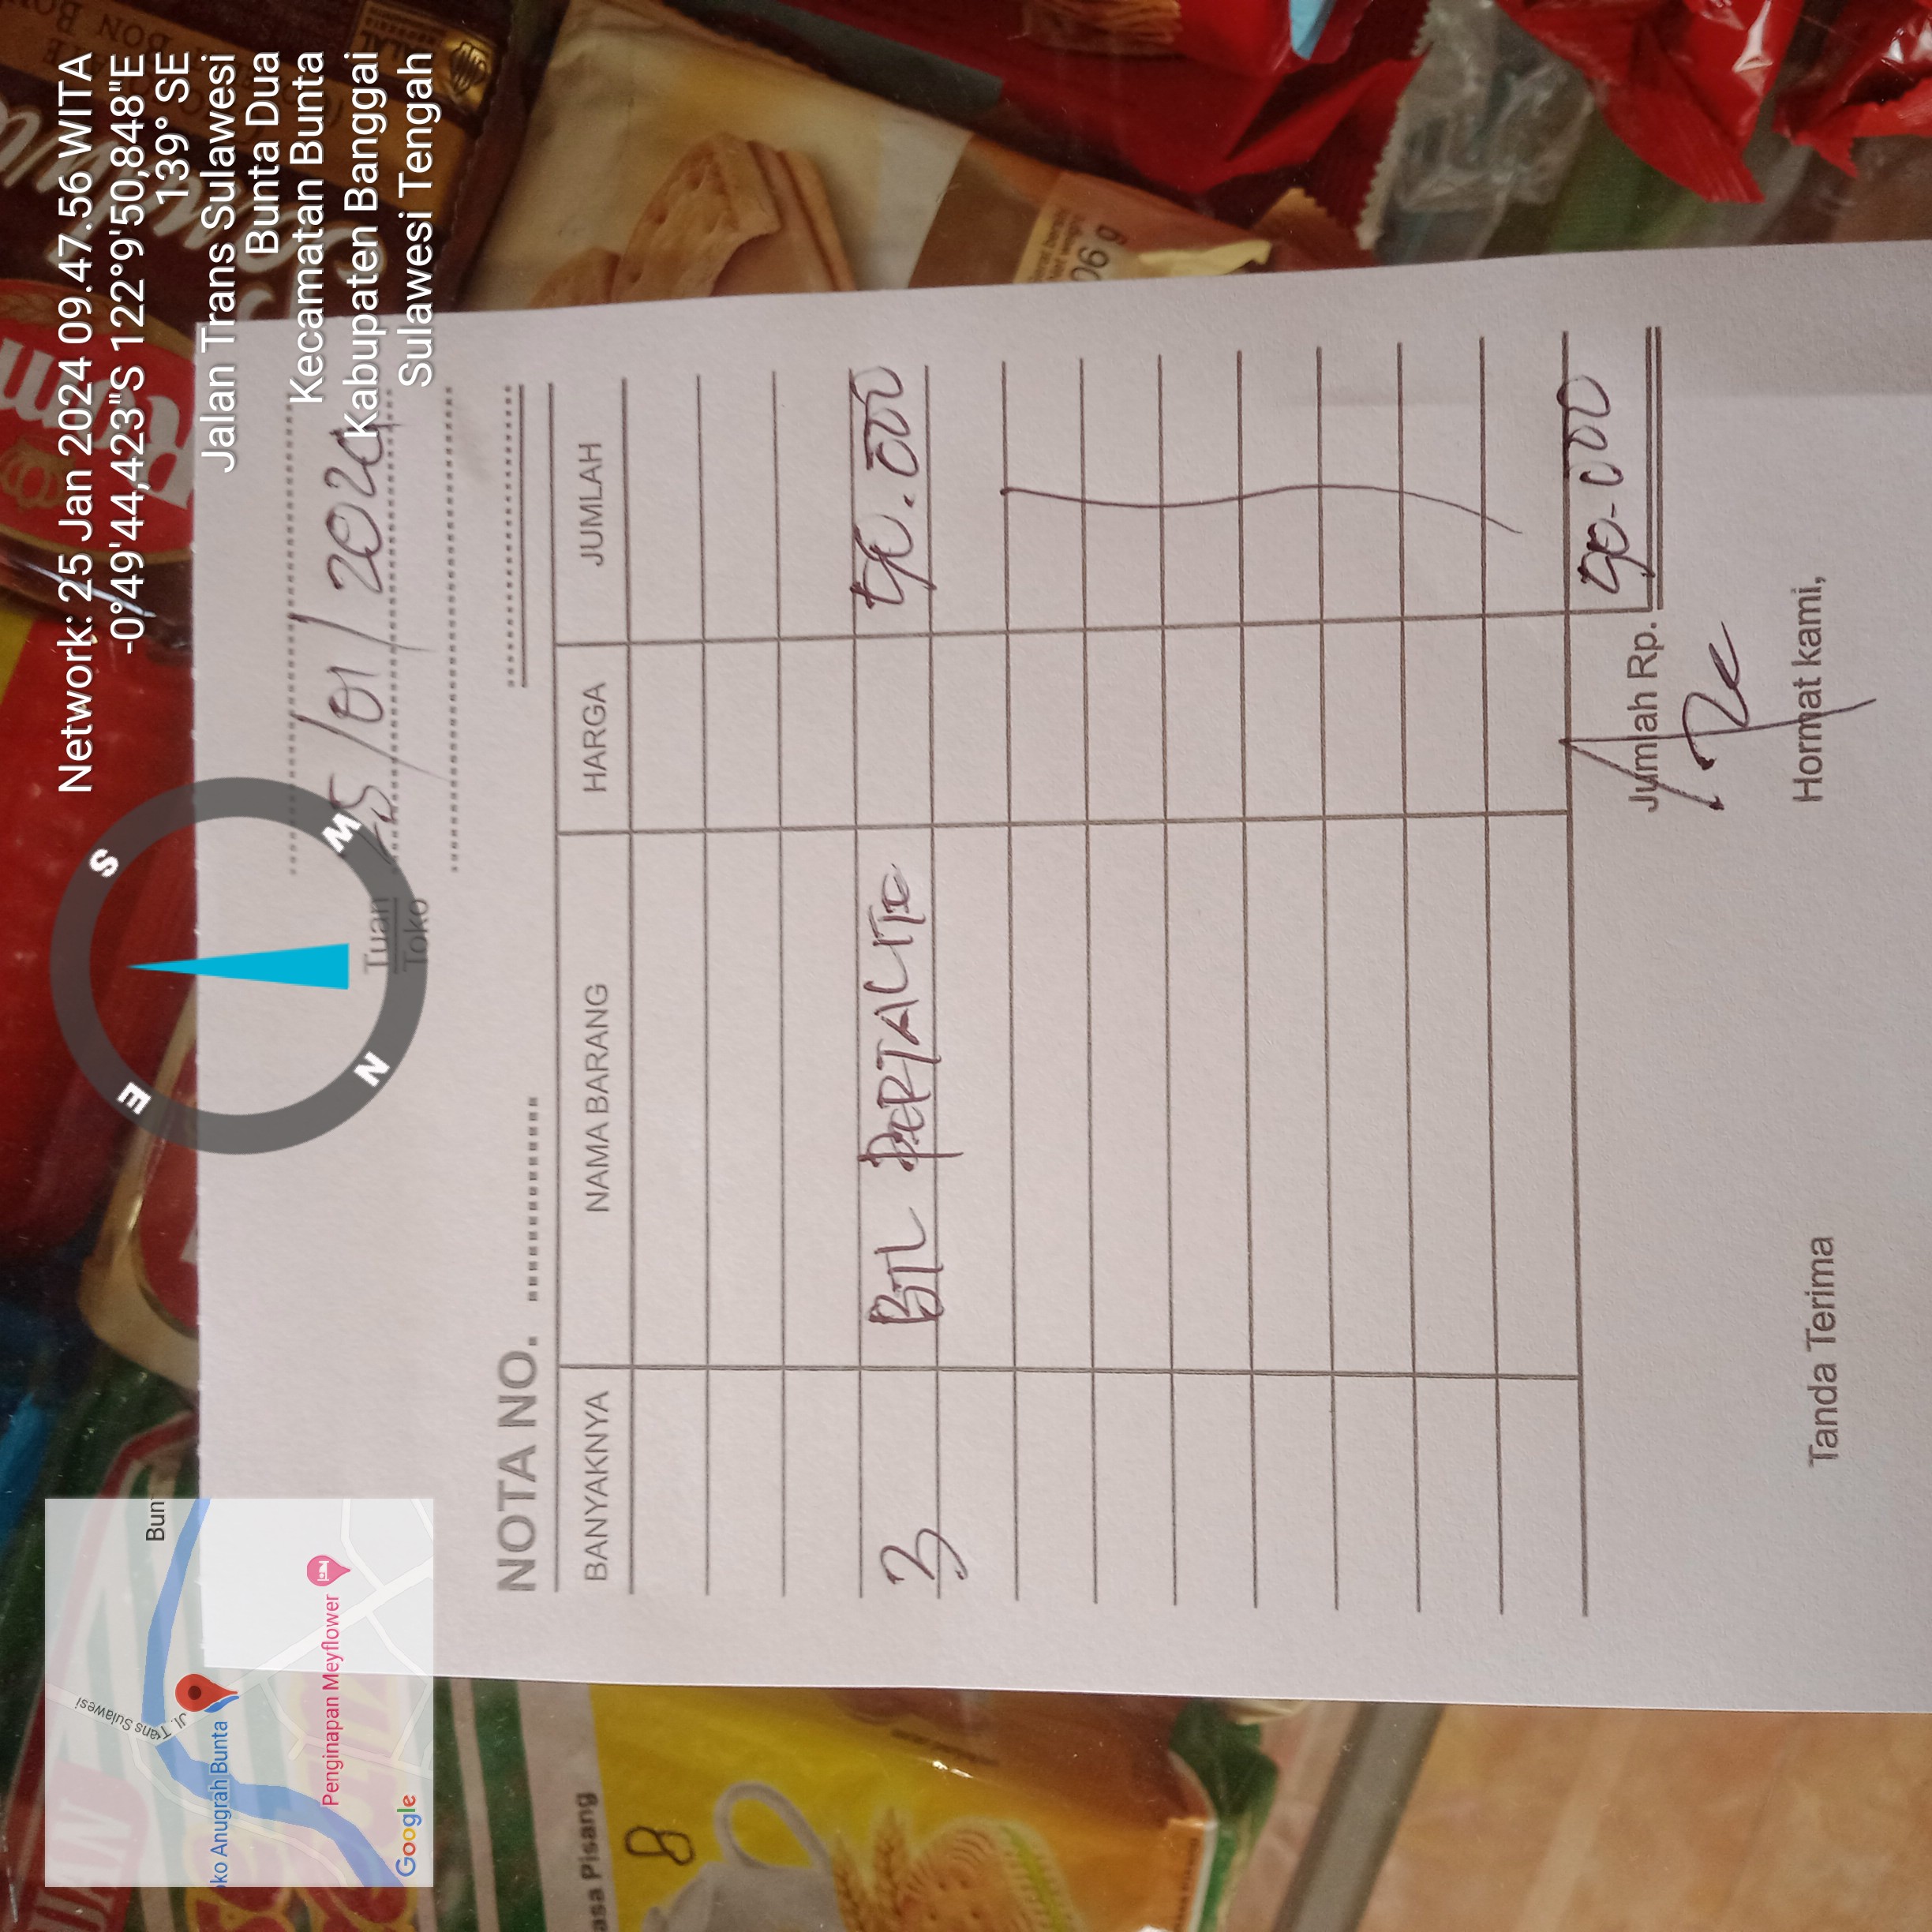 Network: 25 Jan 2024 09.47.56 WITA
-0°49'44,423"S 122°9'50,848"E
139° SE
Jalan Trans Sulawesi
Bunta Dua
Kecamatan Bunta
Kabupaten Banggai
Sulawesi Tengah
S
W
E
N
Bun
Jl. Trans Sulawesi
ko Anugrah Bunta
Penginapan Meyflower
Google
25/01/2024
Tuan
Toko
NOTA NO.
BANYAKNYA NAMA BARANG HARGA JUMLAH
3 BTL PERTALITE 90.000
Jumlah Rp. 90.000
Tanda Terima Hormat kami,
asa Pisang
8
06 g